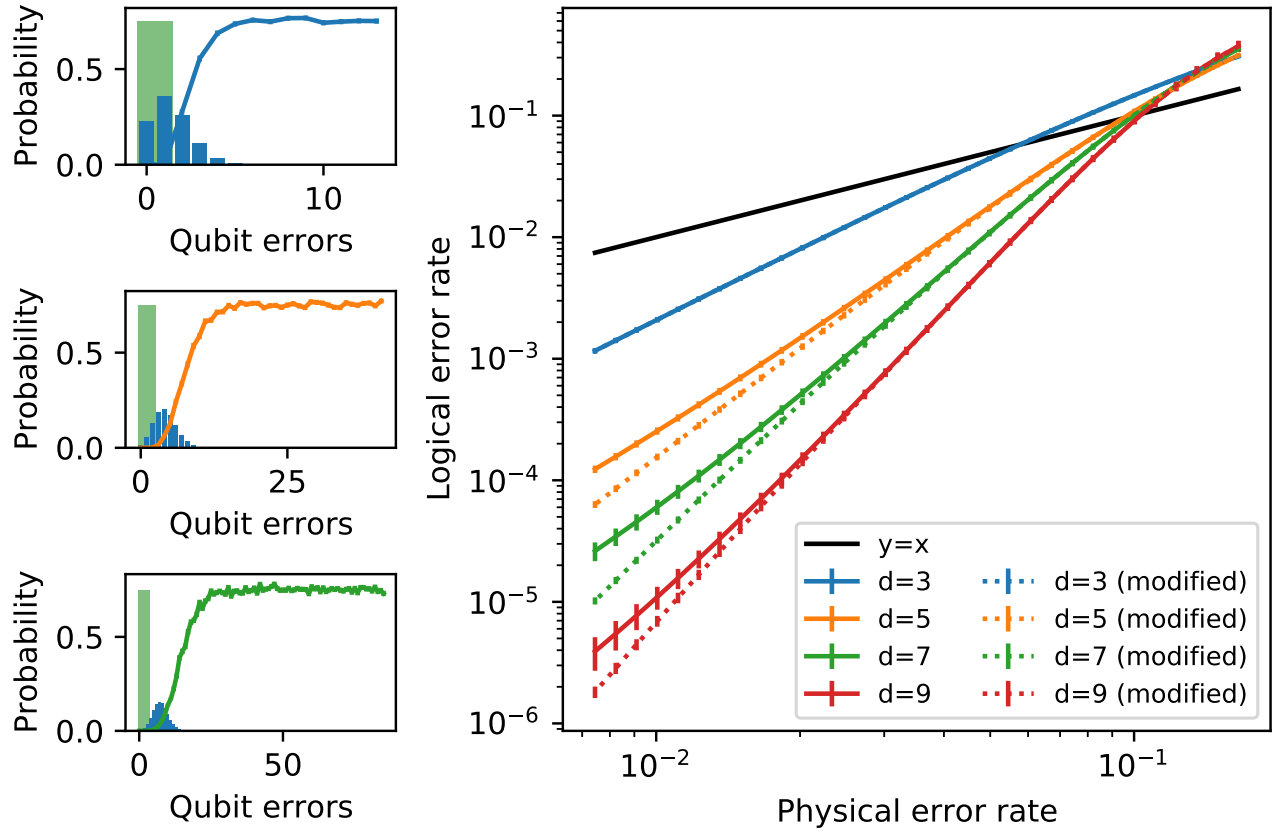 Probability
0.5
0.0
0
10
Qubit errors
Probability
0.5
0.0
0
25
Qubit errors
Probability
0.5
0.0
0
50
Qubit errors
Logical error rate
10⁻¹
10⁻²
10⁻³
10⁻⁴
10⁻⁵
10⁻⁶
y=x
d=3
d=5
d=7
d=9
d=3 (modified)
d=5 (modified)
d=7 (modified)
d=9 (modified)
10⁻²
10⁻¹
Physical error rate